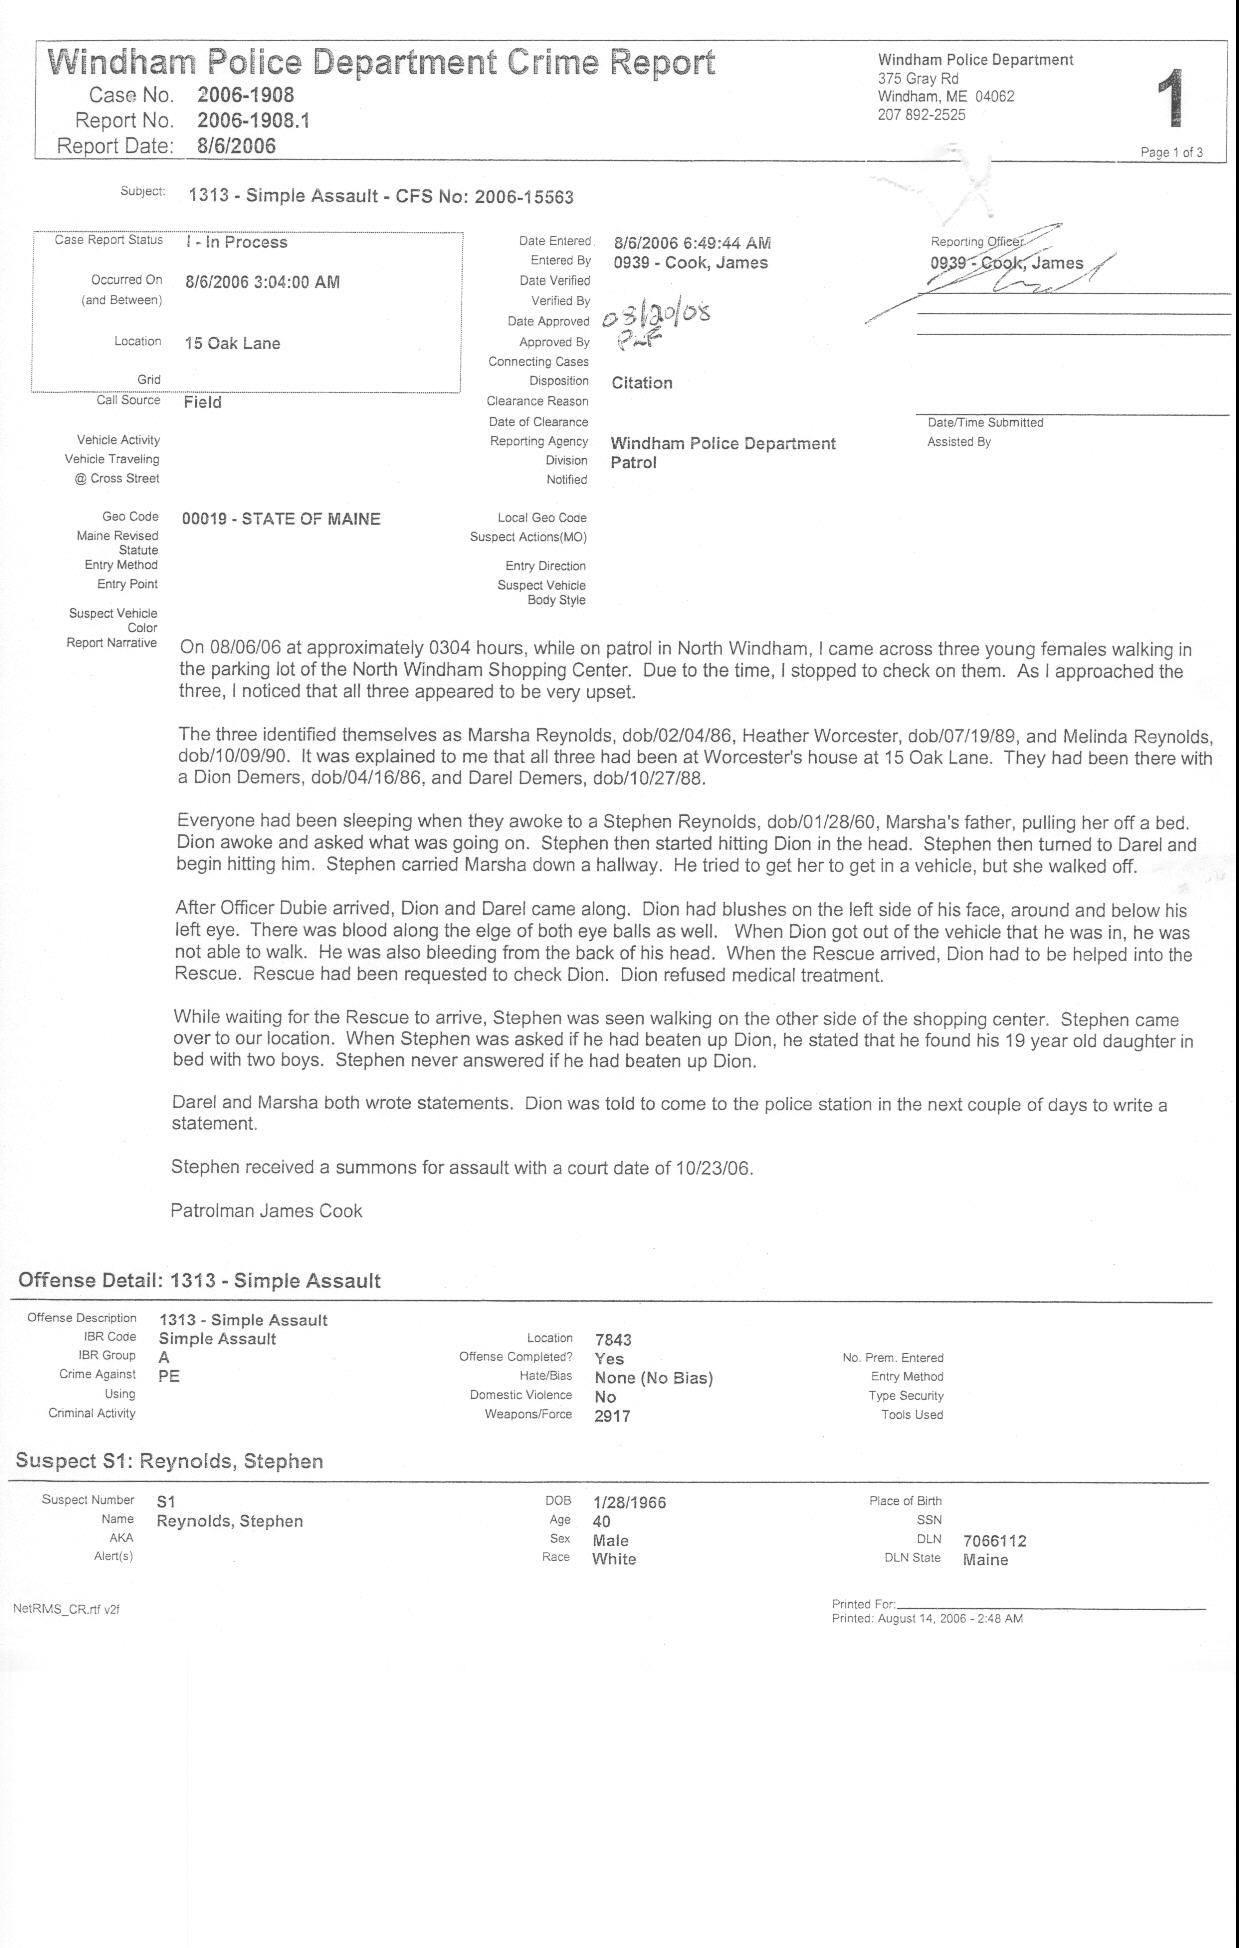 Windham Police Department Crime Report
Case No. 2006-1908
Report No. 2006-1908.1
Report Date: 8/6/2006
Windham Police Department
375 Gray Rd
Windham, ME 04062
207 892-2525
1
Page 1 of 3
Subject: 1313 - Simple Assault - CFS No: 2006-15563
Case Report Status I - In Process
Occurred On 8/6/2006 3:04:00 AM
(and Between)
Location 15 Oak Lane
Grid
Call Source Field
Vehicle Activity
Vehicle Traveling
@ Cross Street
Date Entered 8/6/2006 6:49:44 AM
Entered By 0939 - Cook, James
Date Verified
Verified By
Date Approved 03/20/08
Approved By
Connecting Cases
Disposition Citation
Clearance Reason
Date of Clearance
Reporting Agency Windham Police Department
Division Patrol
Notified
Reporting Officer
0939 - Cook, James
Date/Time Submitted
Assisted By
Geo Code 00019 - STATE OF MAINE
Maine Revised
Statute
Entry Method
Entry Point
Suspect Vehicle
Color
Local Geo Code
Suspect Actions(MO)
Entry Direction
Suspect Vehicle
Body Style
Report Narrative
On 08/06/06 at approximately 0304 hours, while on patrol in North Windham, I came across three young females walking in
the parking lot of the North Windham Shopping Center. Due to the time, I stopped to check on them. As I approached the
three, I noticed that all three appeared to be very upset.
The three identified themselves as Marsha Reynolds, dob/02/04/86, Heather Worcester, dob/07/19/89, and Melinda Reynolds,
dob/10/09/90. It was explained to me that all three had been at Worcester's house at 15 Oak Lane. They had been there with
a Dion Demers, dob/04/16/86, and Darel Demers, dob/10/27/88.
Everyone had been sleeping when they awoke to a Stephen Reynolds, dob/01/28/60, Marsha's father, pulling her off a bed.
Dion awoke and asked what was going on. Stephen then started hitting Dion in the head. Stephen then turned to Darel and
begin hitting him. Stephen carried Marsha down a hallway. He tried to get her to get in a vehicle, but she walked off.
After Officer Dubie arrived, Dion and Darel came along. Dion had blushes on the left side of his face, around and below his
left eye. There was blood along the elge of both eye balls as well. When Dion got out of the vehicle that he was in, he was
not able to walk. He was also bleeding from the back of his head. When the Rescue arrived, Dion had to be helped into the
Rescue. Rescue had been requested to check Dion. Dion refused medical treatment.
While waiting for the Rescue to arrive, Stephen was seen walking on the other side of the shopping center. Stephen came
over to our location. When Stephen was asked if he had beaten up Dion, he stated that he found his 19 year old daughter in
bed with two boys. Stephen never answered if he had beaten up Dion.
Darel and Marsha both wrote statements. Dion was told to come to the police station in the next couple of days to write a
statement.
Stephen received a summons for assault with a court date of 10/23/06.
Patrolman James Cook
Offense Detail: 1313 - Simple Assault
Offense Description 1313 - Simple Assault
IBR Code Simple Assault
IBR Group A
Crime Against PE
Using
Criminal Activity
Location 7843
Offense Completed? Yes
Hate/Bias None (No Bias)
Domestic Violence No
Weapons/Force 2917
No. Prem. Entered
Entry Method
Type Security
Tools Used
Suspect S1: Reynolds, Stephen
Suspect Number S1
Name Reynolds, Stephen
AKA
Alert(s)
DOB 1/28/1966
Age 40
Sex Male
Race White
Place of Birth
SSN
DLN 7066112
DLN State Maine
NetRMS_CR.rtf v2f
Printed For:
Printed: August 14, 2006 - 2:48 AM